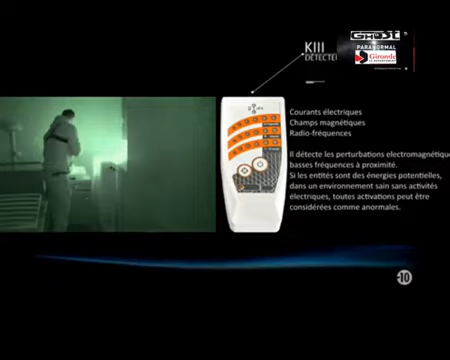 GHOST
PARANORMAL
Gironde
KIII
DÉTECTE
Courants électriques
Champs magnétiques
Radio-fréquences
Il détecte les perturbations electromagnétique
basses fréquences à proximité.
Si les entités sont des énergies potentielles,
dans un environnement sain sans activités
électriques, toutes activations peut être
considérées comme anormales.
-10